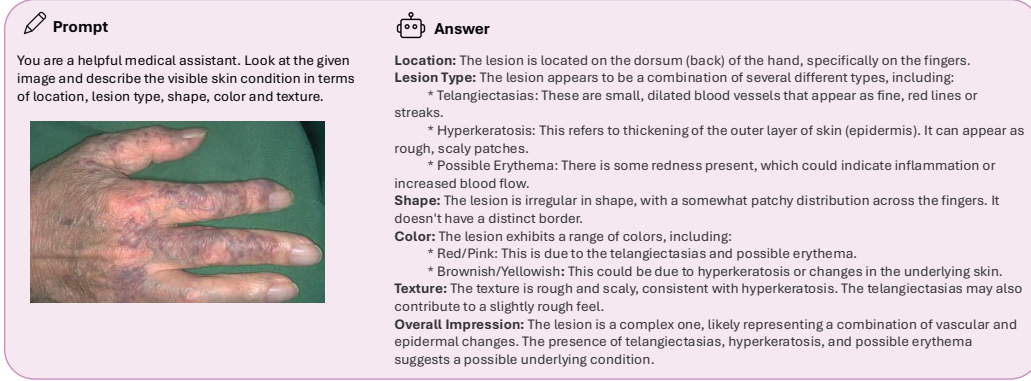 Prompt
You are a helpful medical assistant. Look at the given
image and describe the visible skin condition in terms
of location, lesion type, shape, color and texture.
Answer
Location: The lesion is located on the dorsum (back) of the hand, specifically on the fingers.
Lesion Type: The lesion appears to be a combination of several different types, including:
* Telangiectasias: These are small, dilated blood vessels that appear as fine, red lines or
streaks.
* Hyperkeratosis: This refers to thickening of the outer layer of skin (epidermis). It can appear as
rough, scaly patches.
* Possible Erythema: There is some redness present, which could indicate inflammation or
increased blood flow.
Shape: The lesion is irregular in shape, with a somewhat patchy distribution across the fingers. It
doesn't have a distinct border.
Color: The lesion exhibits a range of colors, including:
* Red/Pink: This is due to the telangiectasias and possible erythema.
* Brownish/Yellowish: This could be due to hyperkeratosis or changes in the underlying skin.
Texture: The texture is rough and scaly, consistent with hyperkeratosis. The telangiectasias may also
contribute to a slightly rough feel.
Overall Impression: The lesion is a complex one, likely representing a combination of vascular and
epidermal changes. The presence of telangiectasias, hyperkeratosis, and possible erythema
suggests a possible underlying condition.